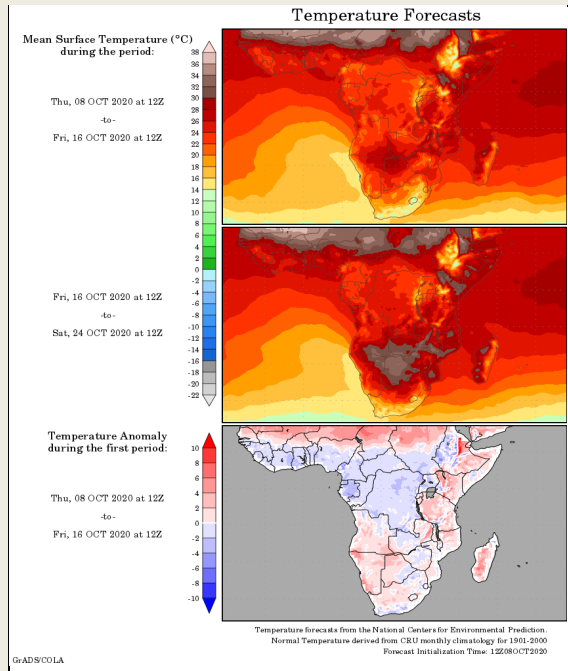 Temperature Forecasts
Mean Surface Temperature (°C)
during the period:
Thu, 08 OCT 2020 at 12Z
-to-
Fri, 16 OCT 2020 at 12Z
38
36
34
32
30
28
26
24
22
20
18
16
14
12
10
8
6
4
2
0
-2
-4
-6
-8
-10
-12
-14
-16
-18
-20
-22
Fri, 16 OCT 2020 at 12Z
-to-
Sat, 24 OCT 2020 at 12Z
Temperature Anomaly
during the first period:
Thu, 08 OCT 2020 at 12Z
-to-
Fri, 16 OCT 2020 at 12Z
10
8
6
4
2
0
-2
-4
-6
-8
-10
Temperature forecasts from the National Centers for Environmental Prediction.
Normal Temperature derived from CRU monthly climatology for 1901-2000
Forecast Initialization Time: 12Z08OCT2020
GrADS/COLA